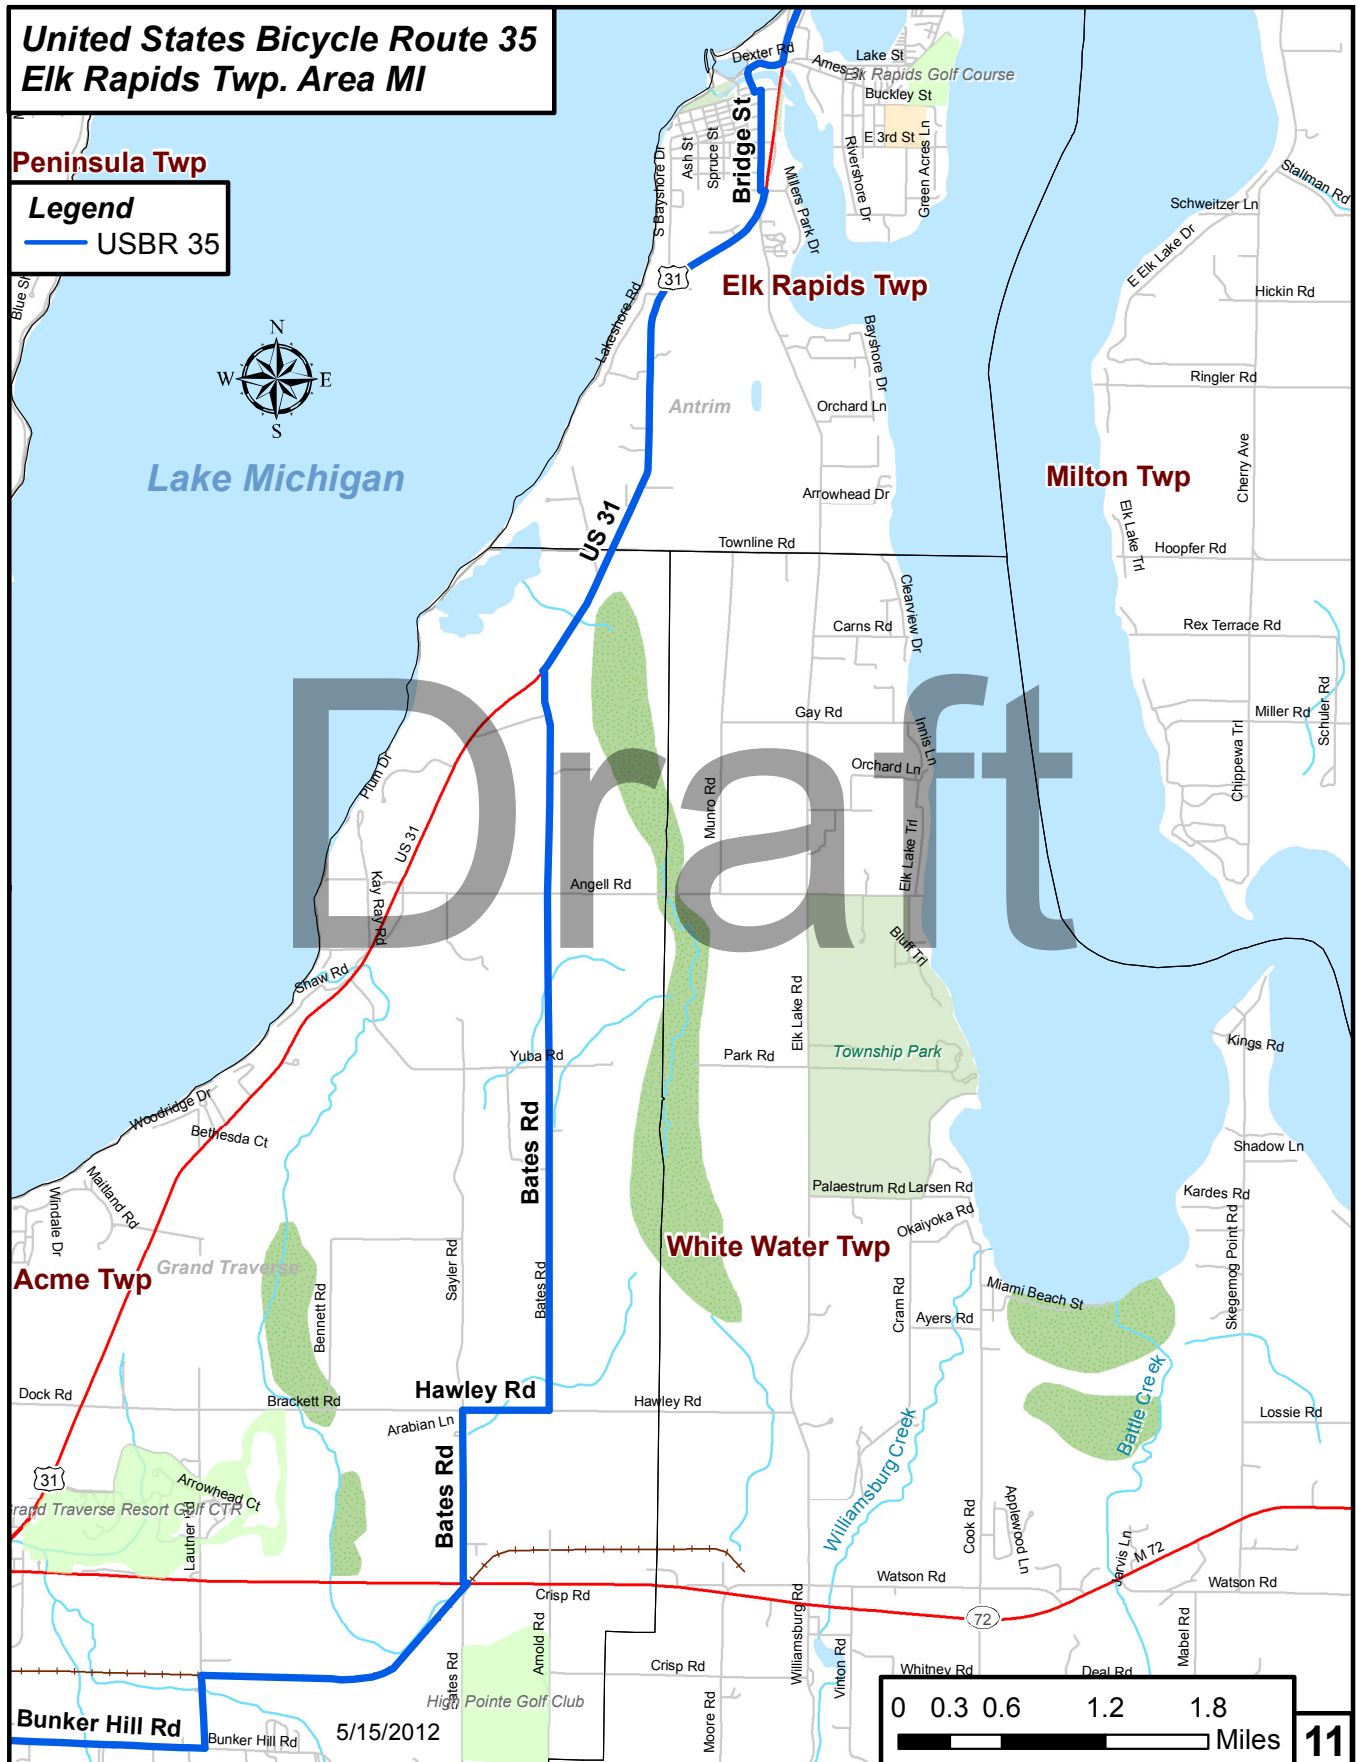 United States Bicycle Route 35
Elk Rapids Twp. Area MI
Peninsula Twp
Legend
USBR 35
Dexter Rd
Lake St
Ames St
Elk Rapids Golf Course
Buckley St
E 3rd St
Bridge St
Ash St
Spruce St
S Bayshore Dr
Rivershore Dr
Green Acres Ln
Millers Park Dr
Stallman Rd
Schweitzer Ln
E Elk Lake Dr
Hickin Rd
31
Elk Rapids Twp
Lakeshore Rd
Bayshore Dr
N
W
E
S
Ringler Rd
Antrim
Orchard Ln
Lake Michigan
Milton Twp
Cherry Ave
Arrowhead Dr
Elk Lake Trl
US 31
Townline Rd
Hoopfer Rd
Clearview Dr
Carns Rd
Rex Terrace Rd
Draft
Gay Rd
Miller Rd
Schuler Rd
Innis Ln
Orchard Ln
Chippewa Trl
Plum Dr
Munro Rd
US 31
Elk Lake Trl
Kay Ray Rd
Angell Rd
Bluff Trl
Shaw Rd
Elk Lake Rd
Yuba Rd
Park Rd
Township Park
Kings Rd
Woodridge Dr
Bethesda Ct
Bates Rd
Shadow Ln
Maitland Rd
Windale Dr
Palaestrum Rd
Larsen Rd
Kardes Rd
Okaiyoka Rd
Skegemog Point Rd
White Water Twp
Acme Twp
Grand Traverse
Sayler Rd
Bates Rd
Bennett Rd
Cram Rd
Miami Beach St
Ayers Rd
Dock Rd
Brackett Rd
Hawley Rd
Arabian Ln
Hawley Rd
Battle Creek
Lossie Rd
Williamsburg Creek
31
Arrowhead Ct
Grand Traverse Resort Golf CTR
Lautner Rd
Bates Rd
Cook Rd
Applewood Ln
Jarvis Ln
M 72
Crisp Rd
Watson Rd
Watson Rd
72
Williamsburg Rd
Arnold Rd
Vinton Rd
Mabel Rd
Bates Rd
Crisp Rd
Whitney Rd
Deal Rd
High Pointe Golf Club
Moore Rd
Bunker Hill Rd
Bunker Hill Rd
5/15/2012
0 0.3 0.6 1.2 1.8
Miles
11